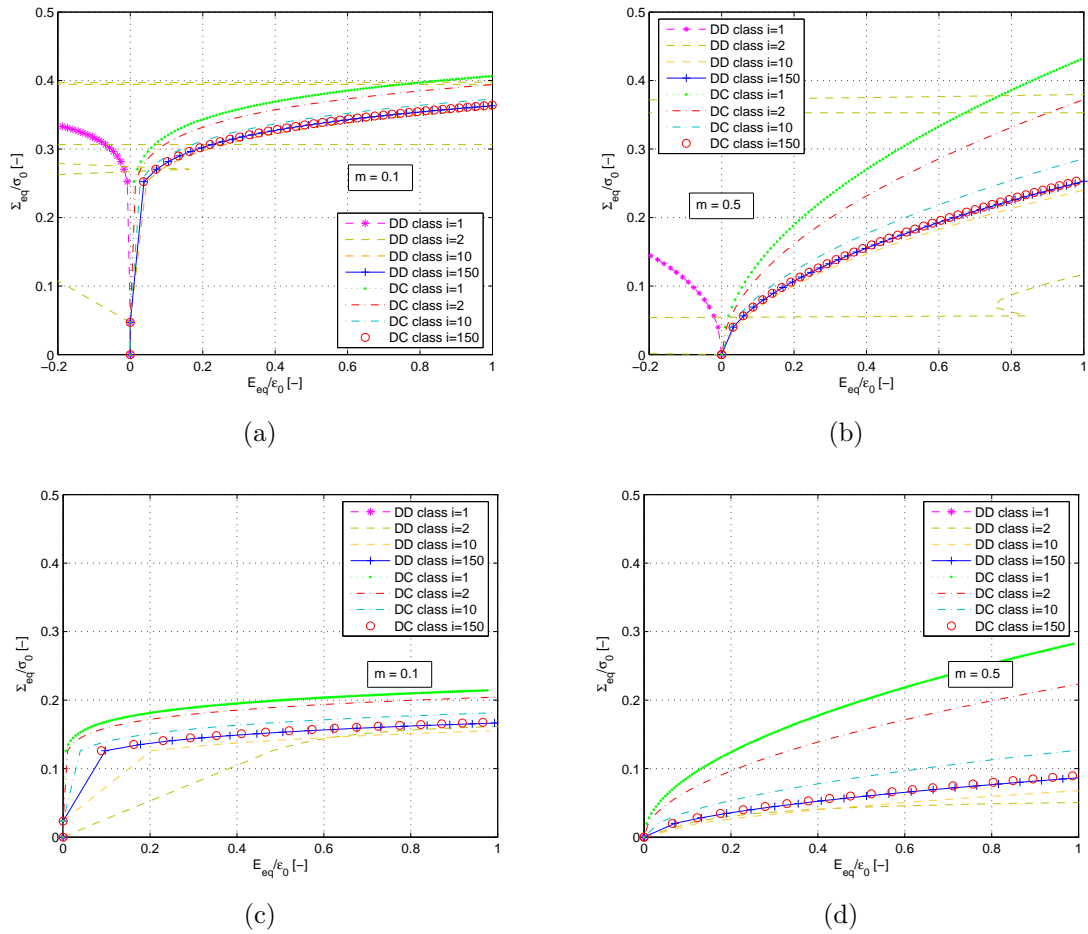 0.5
0.4
0.3
0.2
0.1
0
Σeq/σ0 [−]
−0.2
0
0.2
0.4
0.6
0.8
1
Eeq/ε0 [−]
m = 0.1
DD class i=1
DD class i=2
DD class i=10
DD class i=150
DC class i=1
DC class i=2
DC class i=10
DC class i=150
(a)
0.5
0.4
0.3
0.2
0.1
0
Σeq/σ0 [−]
−0.2
0
0.2
0.4
0.6
0.8
1
Eeq/ε0 [−]
DD class i=1
DD class i=2
DD class i=10
DD class i=150
DC class i=1
DC class i=2
DC class i=10
DC class i=150
m = 0.5
(b)
0.5
0.4
0.3
0.2
0.1
0
Σeq/σ0 [−]
0
0.2
0.4
0.6
0.8
1
Eeq/ε0 [−]
DD class i=1
DD class i=2
DD class i=10
DD class i=150
DC class i=1
DC class i=2
DC class i=10
DC class i=150
m = 0.1
(c)
0.5
0.4
0.3
0.2
0.1
0
Σeq/σ0 [−]
0
0.2
0.4
0.6
0.8
1
Eeq/ε0 [−]
DD class i=1
DD class i=2
DD class i=10
DD class i=150
DC class i=1
DC class i=2
DC class i=10
DC class i=150
m = 0.5
(d)